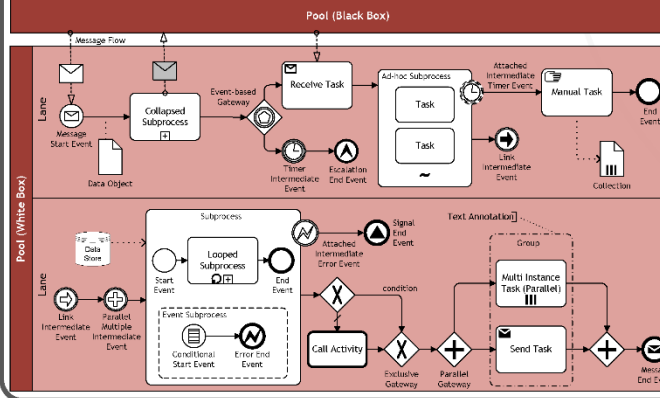 Pool (Black Box)
Message Flow
Pool (White Box)
Lane
Message
Start Event
Collapsed
Subprocess
Data Object
Event-based
Gateway
Receive Task
Timer
Intermediate
Event
Escalation
End Event
Ad-hoc Subprocess
Task
Task
Attached
Intermediate
Timer Event
Link
Intermediate
Event
Manual Task
End
Event
Collection
Lane
Data
Store
Link
Intermediate
Event
Parallel
Multiple
Intermediate
Event
Subprocess
Start
Event
Looped
Subprocess
End
Event
Event Subprocess
Conditional
Start Event
Error End
Event
Attached
Intermediate
Error Event
Signal
End
Event
condition
Call Activity
Exclusive
Gateway
Parallel
Gateway
Text Annotation
Group
Multi Instance
Task (Parallel)
Send Task
End